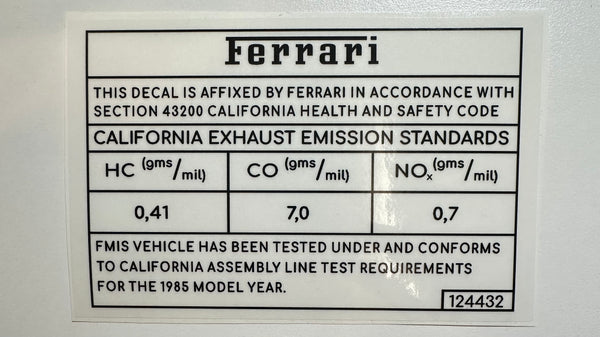 Ferrari
THIS DECAL IS AFFIXED BY FERRARI IN ACCORDANCE WITH
SECTION 43200 CALIFORNIA HEALTH AND SAFETY CODE
CALIFORNIA EXHAUST EMISSION STANDARDS
HC (gms/mil) CO (gms/mil) NOx (gms/mil)
0,41 7,0 0,7
FMIS VEHICLE HAS BEEN TESTED UNDER AND CONFORMS
TO CALIFORNIA ASSEMBLY LINE TEST REQUIREMENTS
FOR THE 1985 MODEL YEAR.
124432